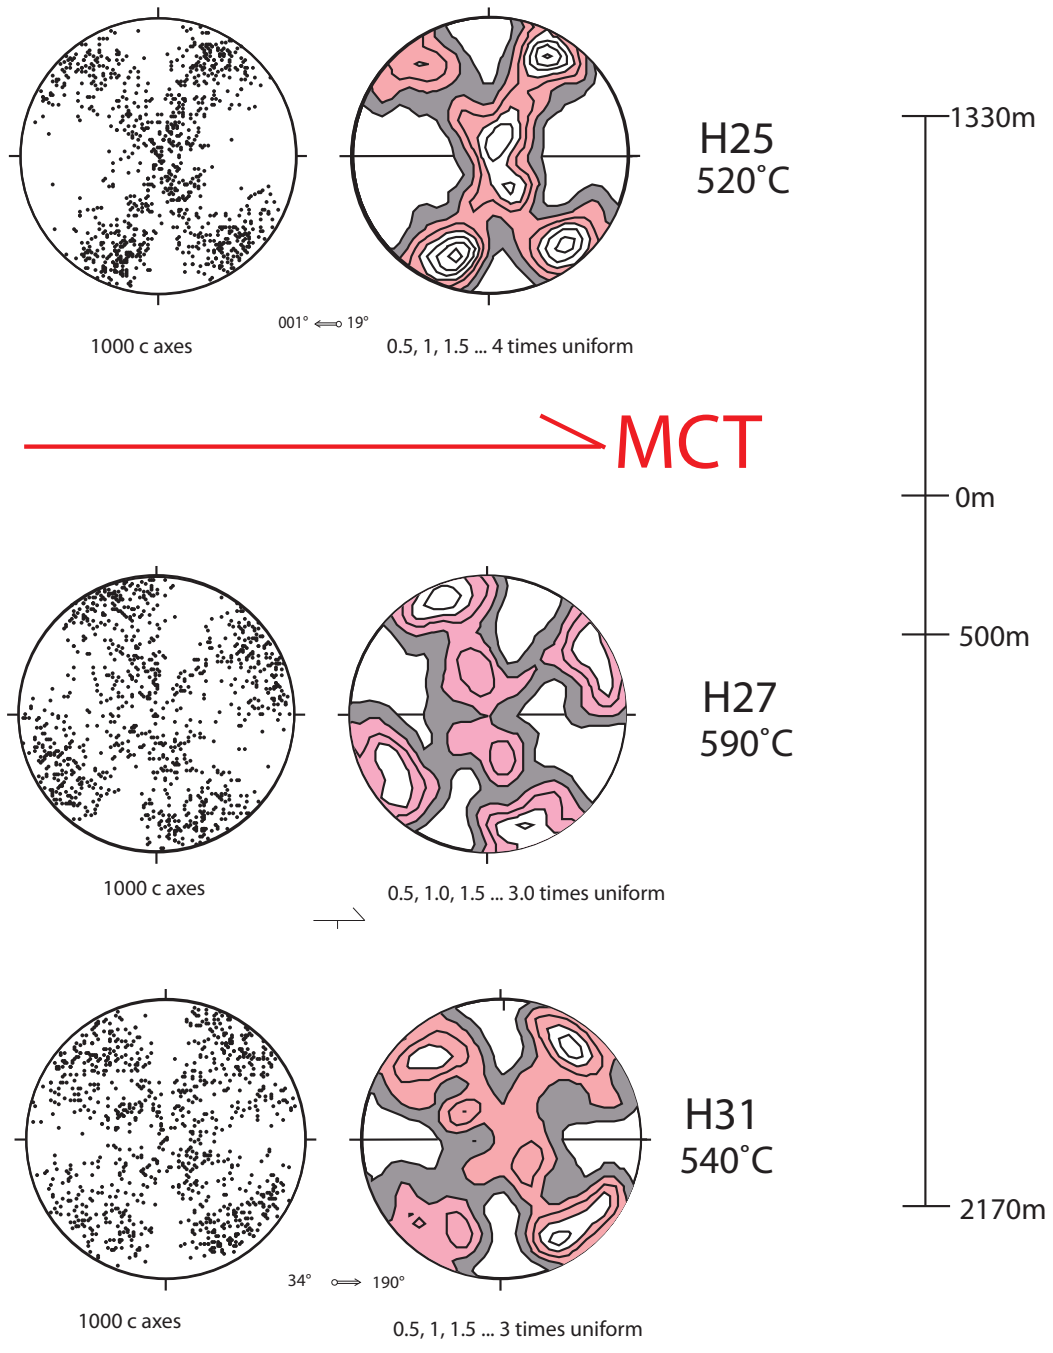 H25
520˚C
1330m
001° 19°
1000 c axes
0.5, 1, 1.5 ... 4 times uniform
MCT
0m
500m
H27
590˚C
1000 c axes
0.5, 1.0, 1.5 ... 3.0 times uniform
H31
540˚C
2170m
34° 190°
1000 c axes
0.5, 1, 1.5 ... 3 times uniform